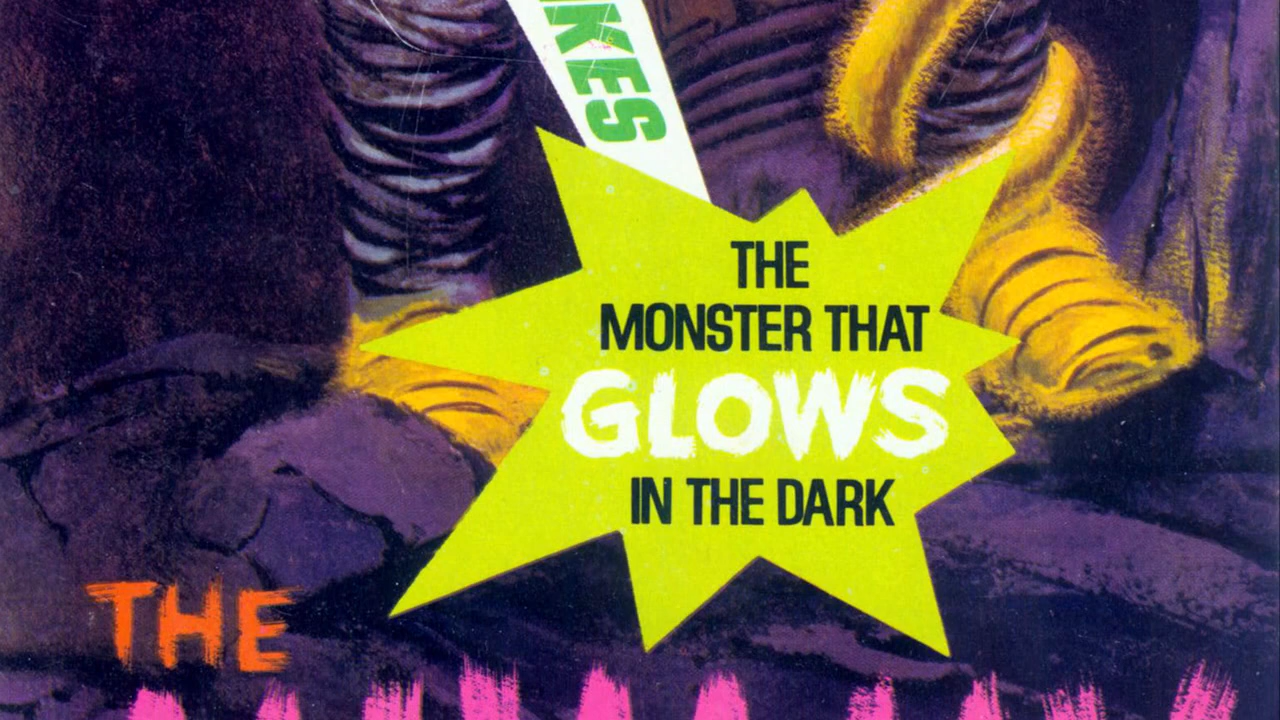 THE
MONSTER THAT
GLOWS
IN THE DARK
THE